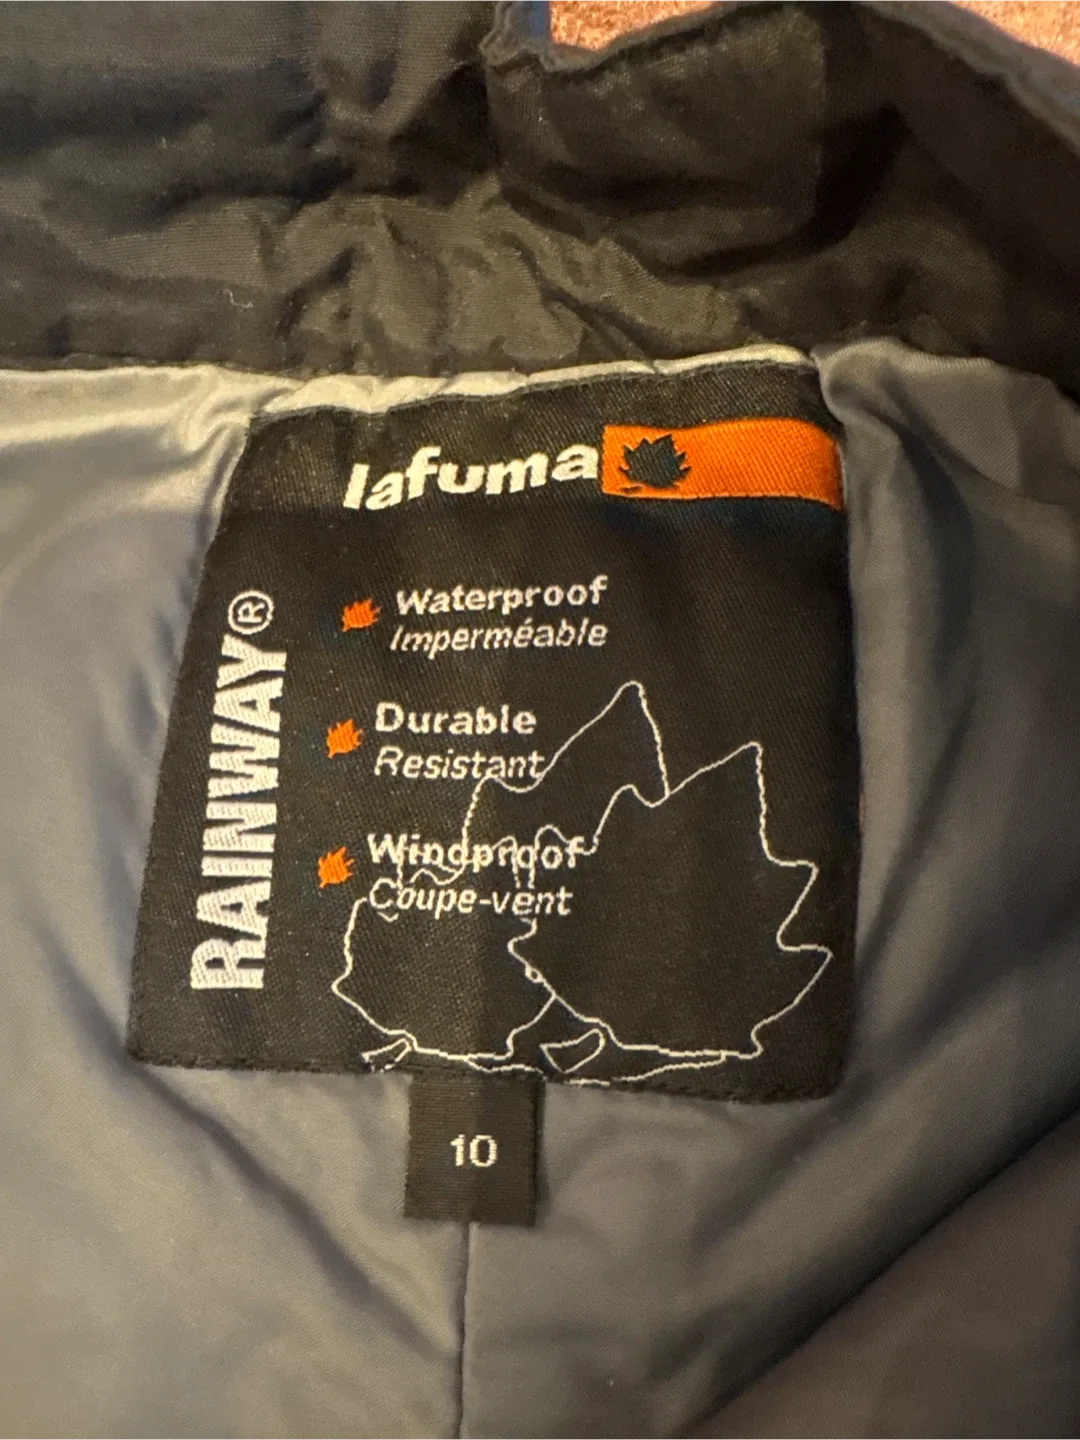 lafuma
RAINWAY®
Waterproof
Imperméable
Durable
Resistant
Windproof
Coupe-vent
10